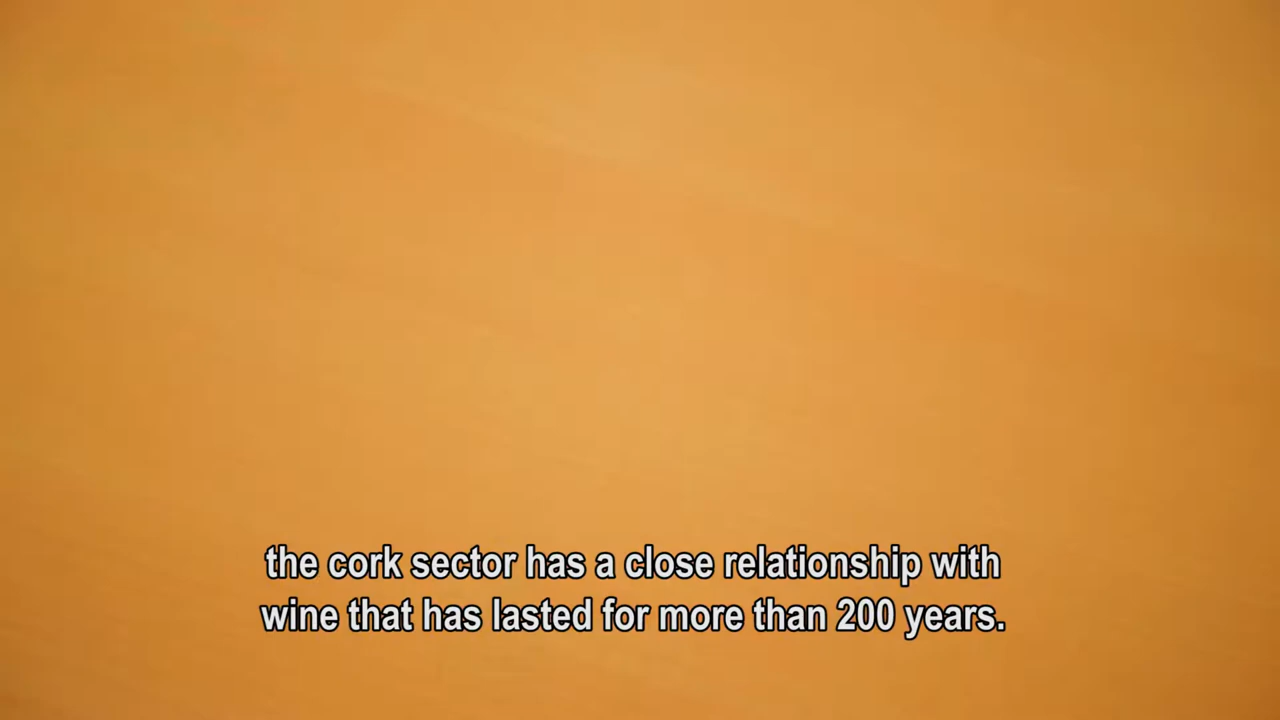 the cork sector has a close relationship with
wine that has lasted for more than 200 years.